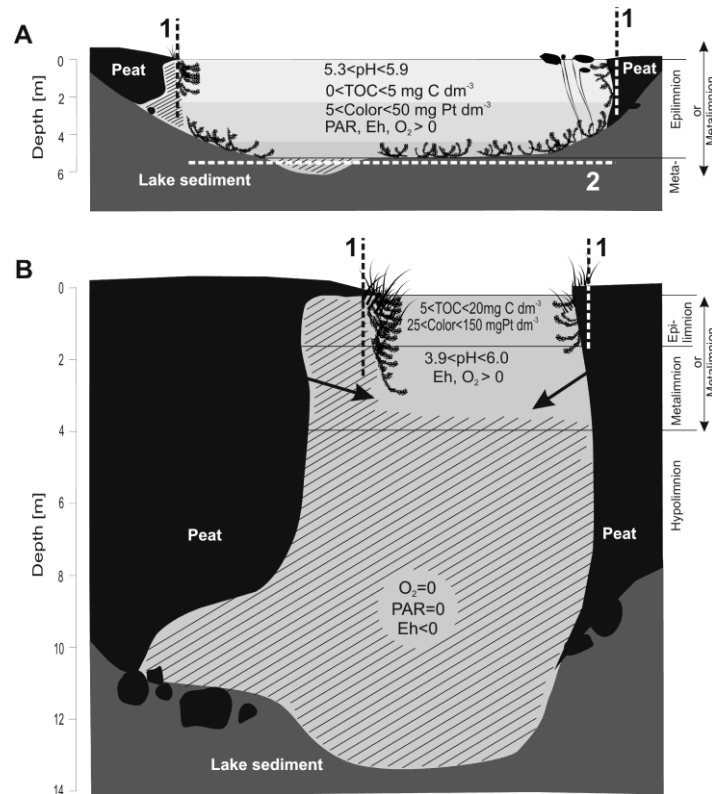 A
1
1
0
2
4
6
Depth [m]
Peat
Peat
5.3<pH<5.9
0<TOC<5 mg C dm⁻³
5<Color<50 mg Pt dm⁻³
PAR, Eh, O₂ > 0
Lake sediment
2
Meta-
Epilimnion
or
Metalimnion
B
1
1
0
2
4
6
8
10
12
14
Depth [m]
5<TOC<20mg C dm⁻³
25<Color<150 mgPt dm⁻³
3.9<pH<6.0
Eh, O₂ > 0
Epi-
limnion
Metalimnion
or
Metalimnion
Hypolimnion
Peat
Peat
O₂=0
PAR=0
Eh<0
Lake sediment